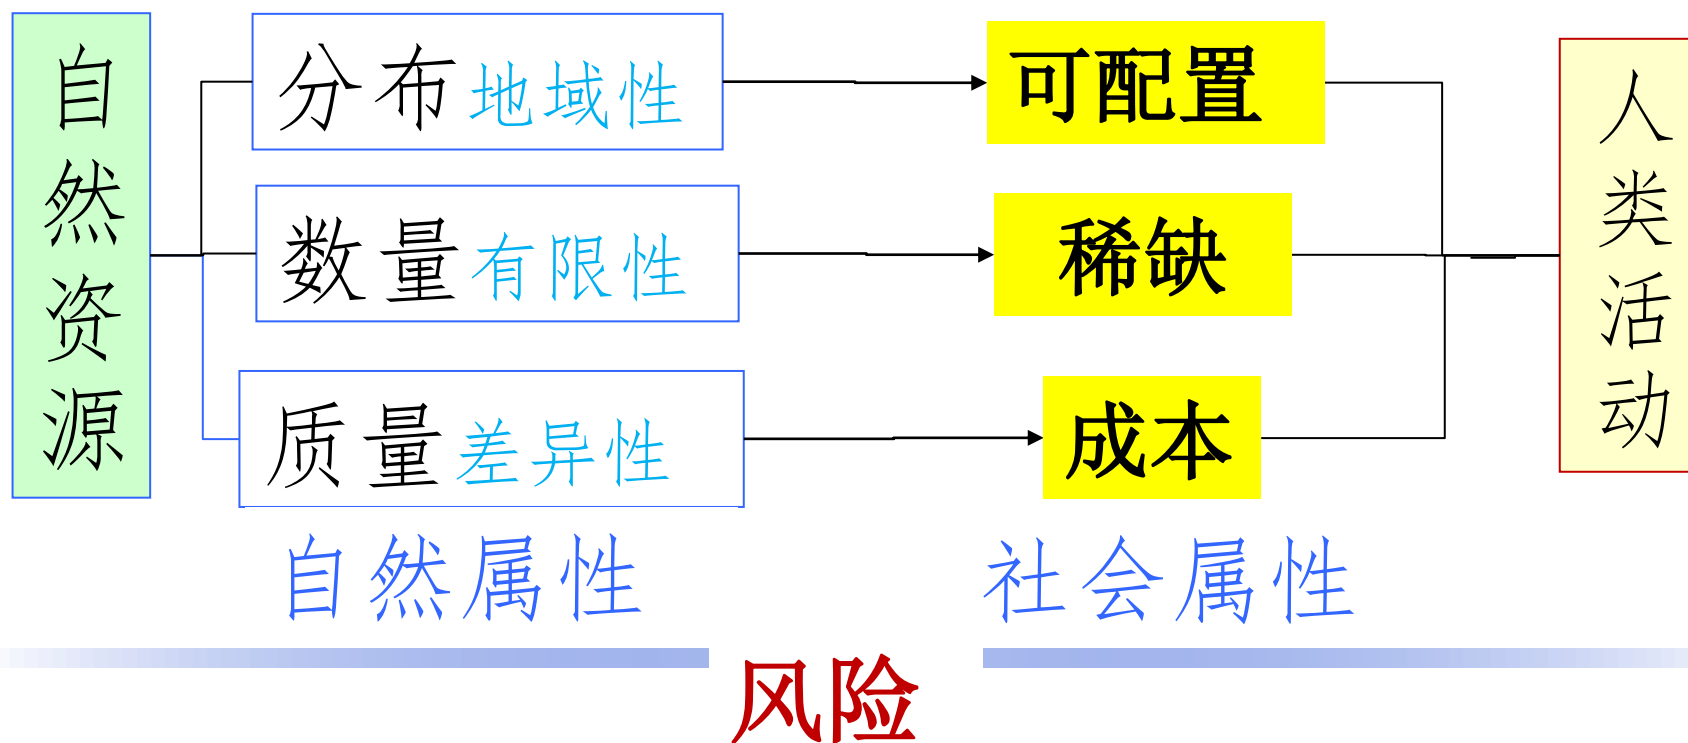 自然资源
分布地域性
可配置
数量有限性
稀缺
质量差异性
成本
人类活动
自然属性
社会属性
风险